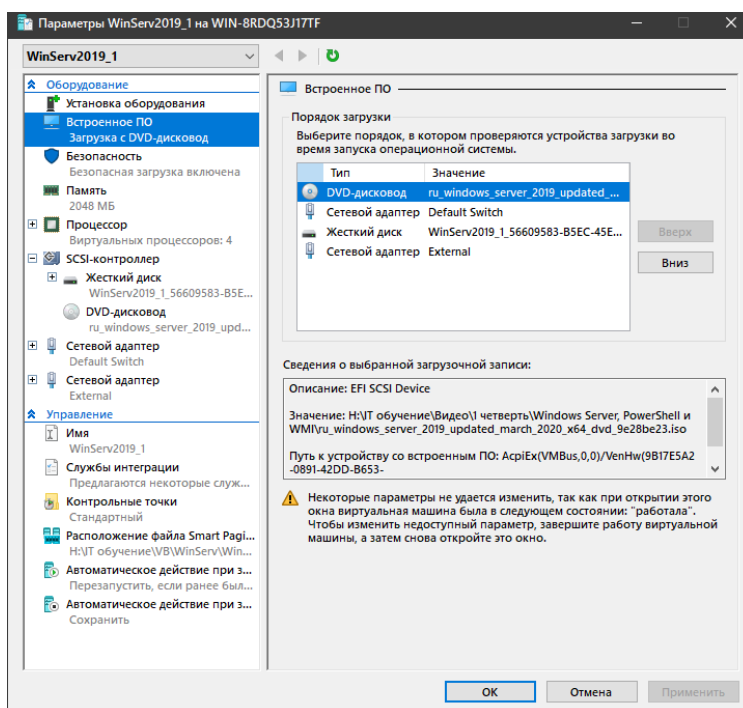 Параметры WinServ2019_1 на WIN-8RDQ53J17TF
WinServ2019_1
Оборудование
Установка оборудования
Встроенное ПО
Загрузка с DVD-дисковод
Безопасность
Безопасная загрузка включена
Память
2048 МБ
Процессор
Виртуальных процессоров: 4
SCSI-контроллер
Жесткий диск
WinServ2019_1_56609583-B5E...
DVD-дисковод
ru_windows_server_2019_upd...
Сетевой адаптер
Default Switch
Сетевой адаптер
External
Управление
Имя
WinServ2019_1
Службы интеграции
Предлагаются некоторые служ...
Контрольные точки
Стандартный
Расположение файла Smart Pagi...
H:\IT обучение\VB\WinServ\Win...
Автоматическое действие при з...
Перезапустить, если ранее был...
Автоматическое действие при з...
Сохранить
Встроенное ПО
Порядок загрузки
Выберите порядок, в котором проверяются устройства загрузки во
время запуска операционной системы.
Тип Значение
DVD-дисковод ru_windows_server_2019_updated_...
Сетевой адаптер Default Switch
Жесткий диск WinServ2019_1_56609583-B5EC-45E...
Сетевой адаптер External
Вверх
Вниз
Сведения о выбранной загрузочной записи:
Описание: EFI SCSI Device
Значение: H:\IT обучение\Видео\1 четверть\Windows Server, PowerShell и
WMI\ru_windows_server_2019_updated_march_2020_x64_dvd_9e28be23.iso
Путь к устройству со встроенным ПО: AcpiEx(VMBus,0,0)/VenHw(9B17E5A2
-0891-42DD-B653-
Некоторые параметры не удается изменить, так как при открытии этого
окна виртуальная машина была в следующем состоянии: "работала".
Чтобы изменить недоступный параметр, завершите работу виртуальной
машины, а затем снова откройте это окно.
ОК
Отмена
Применить